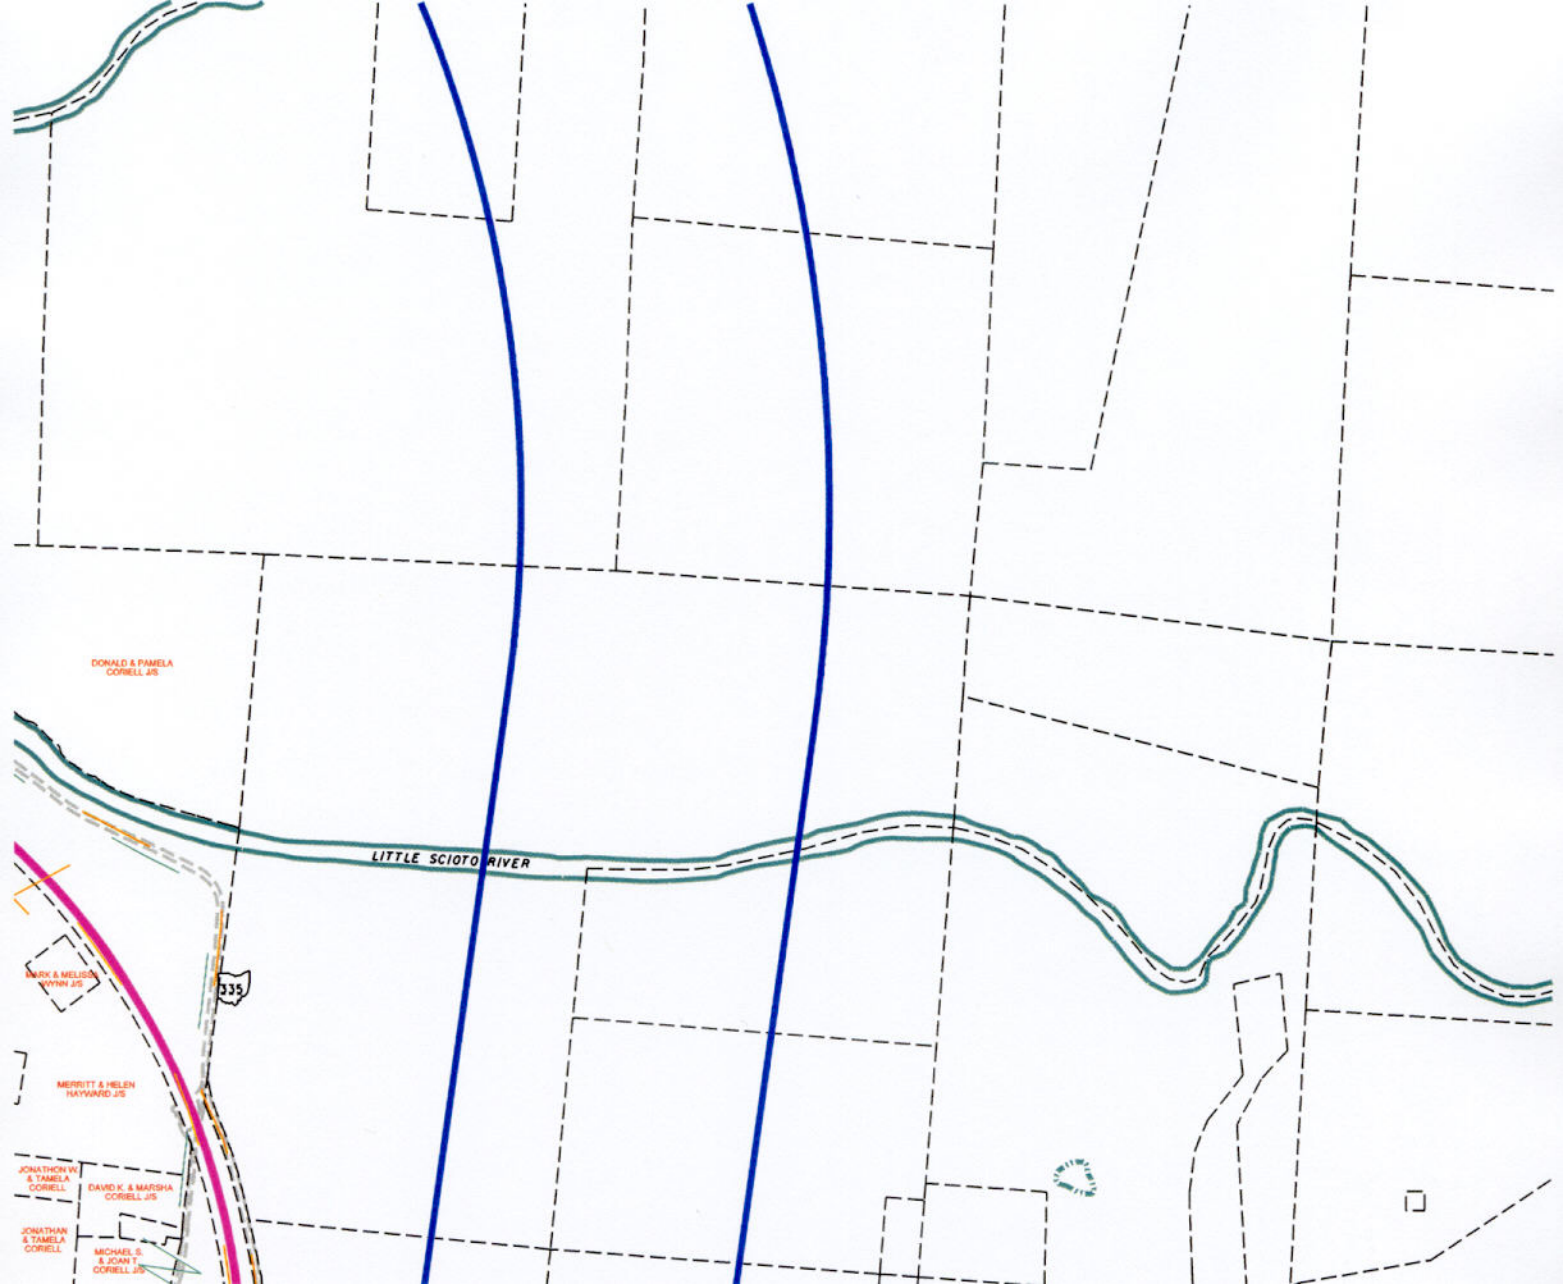 DONALD & PAMELA
CORIELL J/S
LITTLE SCIOTO RIVER
MARK & MELISSA
WYNN J/S
335
MERRITT & HELEN
HAYWARD J/S
JONATHON W.
& TAMELA
CORIELL
DAVID K. & MARSHA
CORIELL J/S
JONATHAN
& TAMELA
CORIELL
MICHAEL S.
& JOAN T.
CORIELL J/S